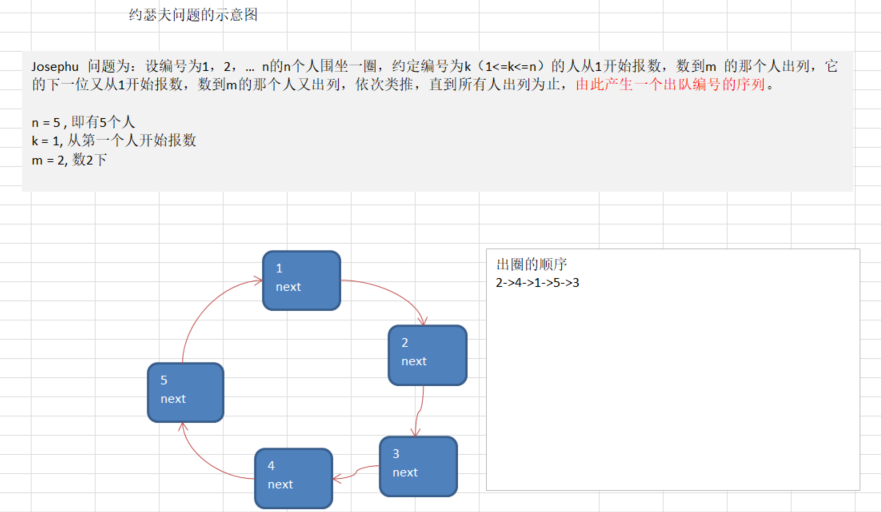 约瑟夫问题的示意图
Josephu 问题为：设编号为1，2，… n的n个人围坐一圈，约定编号为k（1<=k<=n）的人从1开始报数，数到m 的那个人出列，它
的下一位又从1开始报数，数到m的那个人又出列，依次类推，直到所有人出列为止，由此产生一个出队编号的序列。
n = 5 , 即有5个人
k = 1, 从第一个人开始报数
m = 2, 数2下
1
next
出圈的顺序
2->4->1->5->3
2
next
5
next
3
next
4
next